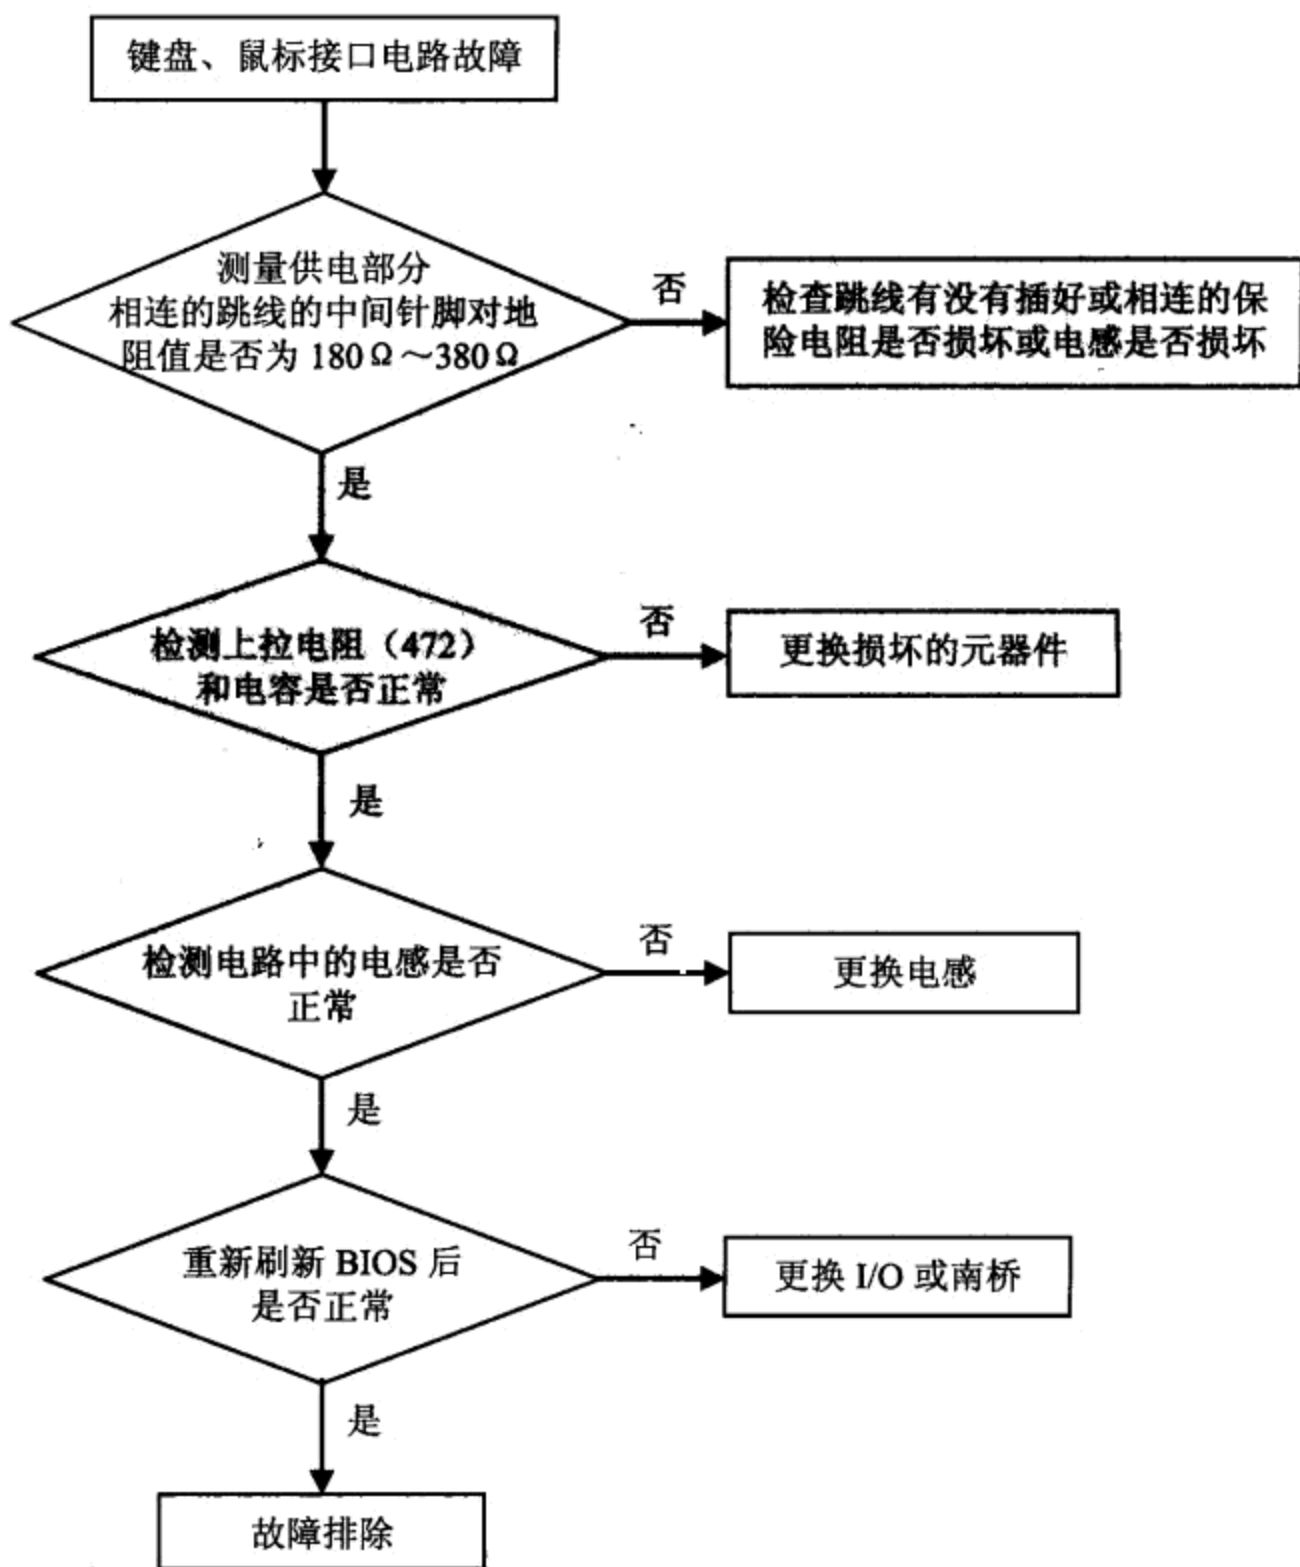 键盘、鼠标接口电路故障
测量供电部分
相连的跳线的中间针脚对地
阻值是否为 180Ω～380Ω
否
检查跳线有没有插好或相连的保
险电阻是否损坏或电感是否损坏
是
检测上拉电阻（472）
和电容是否正常
否
更换损坏的元器件
是
检测电路中的电感是否
正常
否
更换电感
是
重新刷新 BIOS 后
是否正常
否
更换 I/O 或南桥
是
故障排除